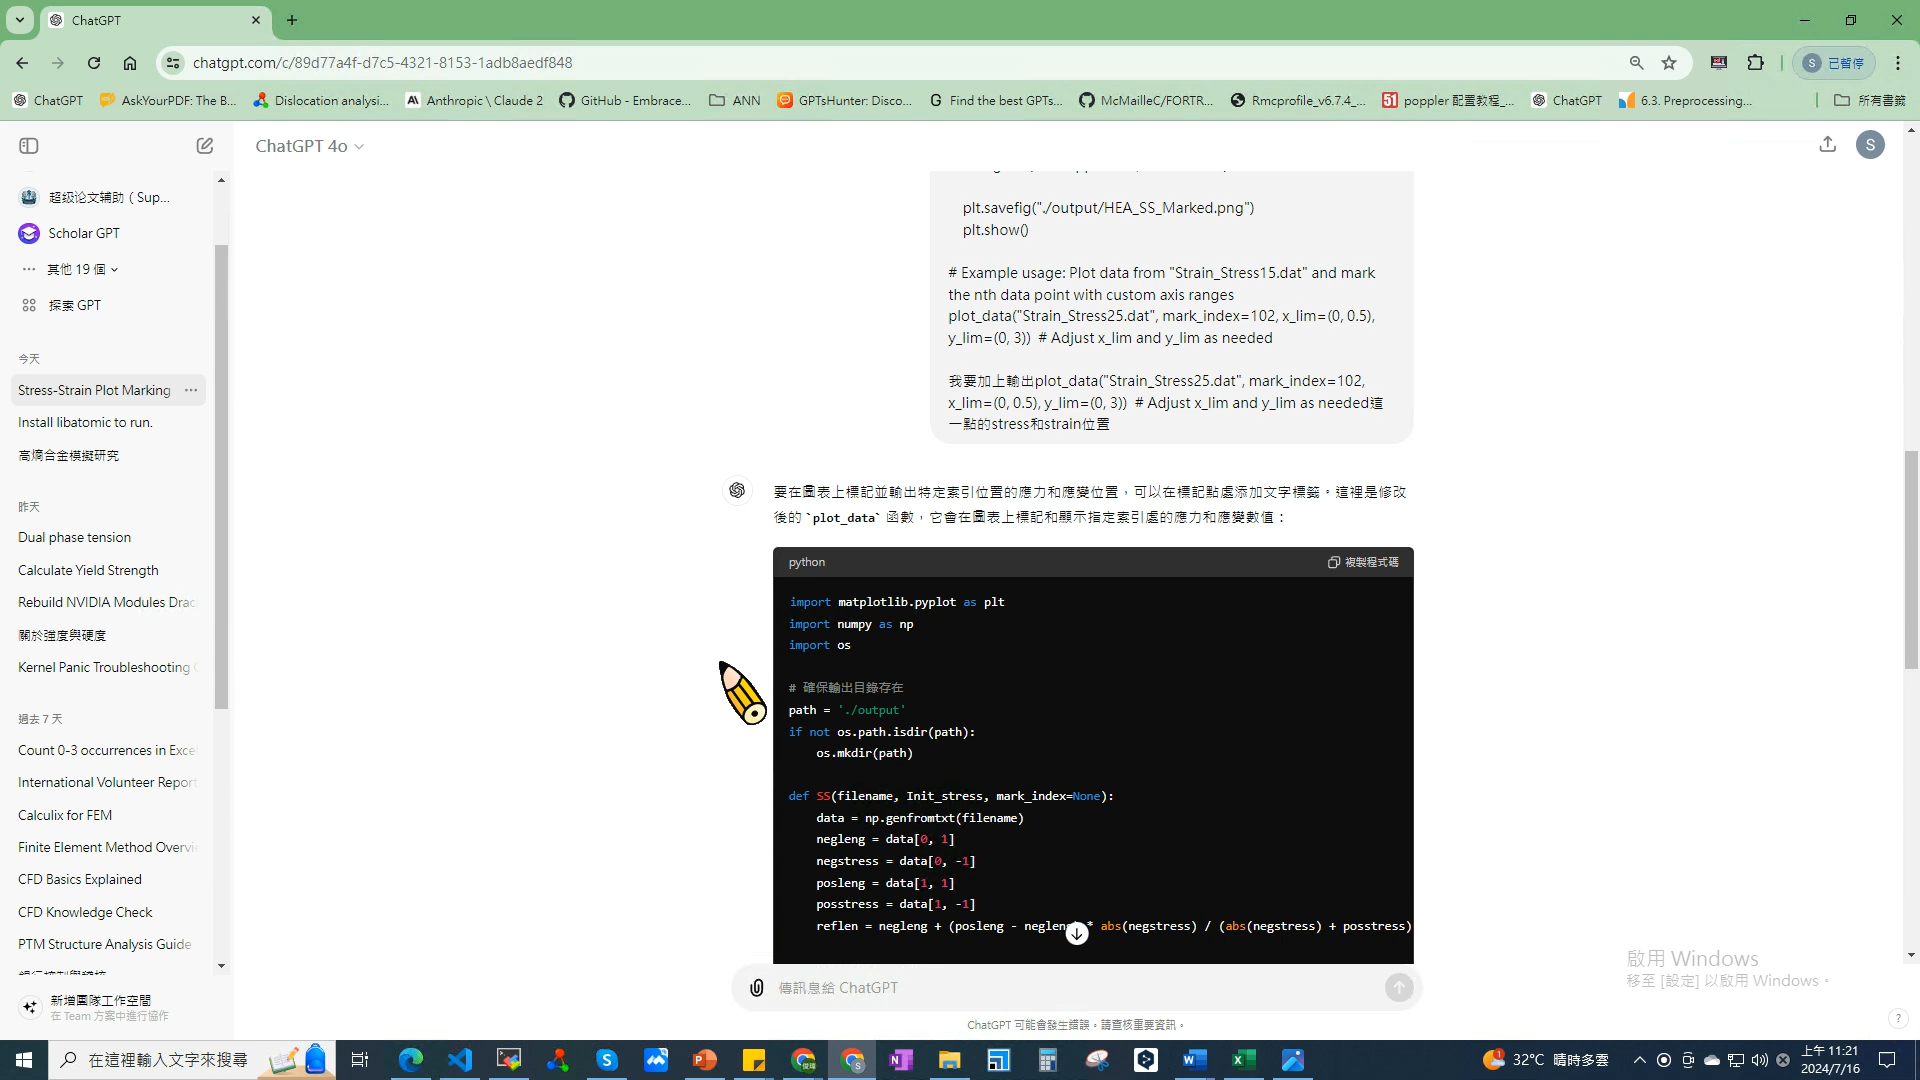 ChatGPT
chatgpt.com/c/89d77a4f-d7c5-4321-8153-1adb8aedf848
S 已暫停
ChatGPT
AskYourPDF: The B...
Dislocation analysi...
Anthropic \ Claude 2
GitHub - Embrace...
ANN
GPTsHunter: Disco...
Find the best GPTs...
McMailleC/FORTR...
Rmcprofile_v6.7.4_...
poppler 配置教程_...
ChatGPT
6.3. Preprocessing...
所有書籤
ChatGPT 4o
S
超级论文辅助（Sup...
Scholar GPT
其他 19 個
探索 GPT
今天
Stress-Strain Plot Marking
Install libatomic to run.
高熵合金模擬研究
昨天
Dual phase tension
Calculate Yield Strength
Rebuild NVIDIA Modules Drac
關於強度與硬度
Kernel Panic Troubleshooting
過去 7 天
Count 0-3 occurrences in Exce
International Volunteer Report
Calculix for FEM
Finite Element Method Overvi
CFD Basics Explained
CFD Knowledge Check
PTM Structure Analysis Guide
新增團隊工作空間
在 Team 方案中進行協作
plt.savefig("./output/HEA_SS_Marked.png")
plt.show()
# Example usage: Plot data from "Strain_Stress15.dat" and mark
the nth data point with custom axis ranges
plot_data("Strain_Stress25.dat", mark_index=102, x_lim=(0, 0.5),
y_lim=(0, 3))  # Adjust x_lim and y_lim as needed
我要加上輸出plot_data("Strain_Stress25.dat", mark_index=102,
x_lim=(0, 0.5), y_lim=(0, 3))  # Adjust x_lim and y_lim as needed這
一點的stress和strain位置
要在圖表上標記並輸出特定索引位置的應力和應變位置，可以在標記點處添加文字標籤。這裡是修改
後的 `plot_data` 函數，它會在圖表上標記和顯示指定索引處的應力和應變數值：
python
複製程式碼
import matplotlib.pyplot as plt
import numpy as np
import os
# 確保輸出目錄存在
path = './output'
if not os.path.isdir(path):
    os.mkdir(path)
def SS(filename, Init_stress, mark_index=None):
    data = np.genfromtxt(filename)
    negleng = data[0, 1]
    negstress = data[0, -1]
    posleng = data[1, 1]
    posstress = data[1, -1]
    reflen = negleng + (posleng - negleng) * abs(negstress) / (abs(negstress) + posstress)
傳訊息給 ChatGPT
ChatGPT 可能會發生錯誤。請查核重要資訊。
啟用 Windows
移至 [設定] 以啟用 Windows。
?
在這裡輸入文字來搜尋
32°C 晴時多雲
上午 11:21
2024/7/16